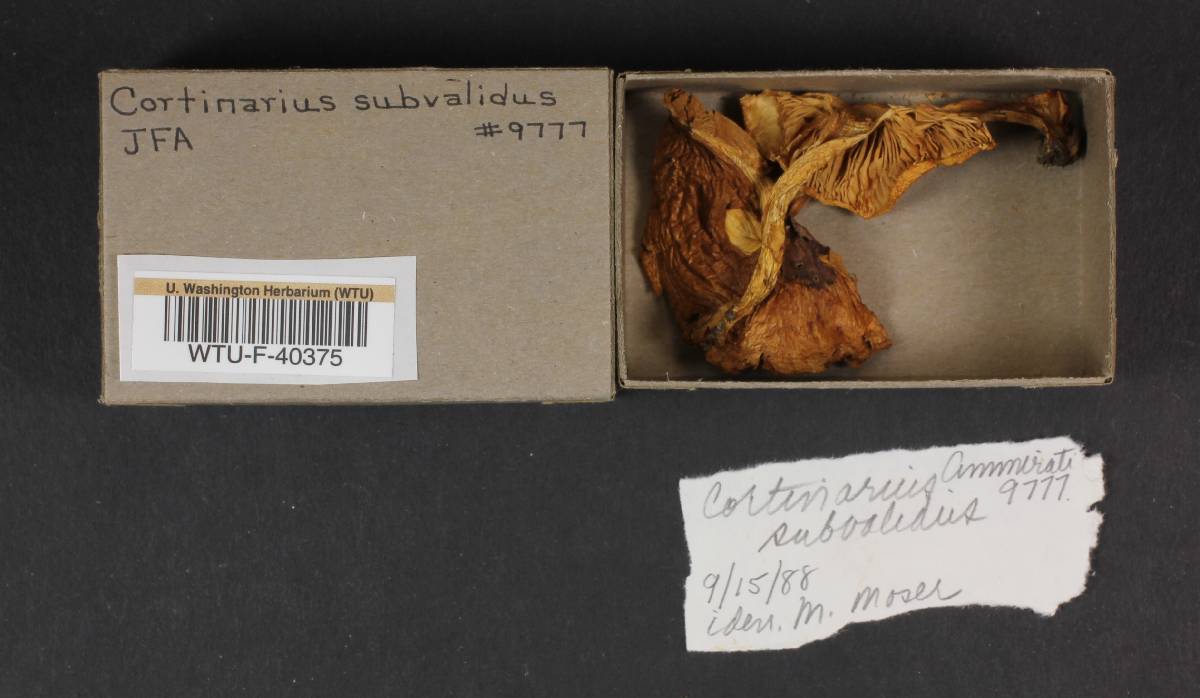 Cortinarius subvalidus
JFA #9777
U. Washington Herbarium (WTU)
WTU-F-40375
Cortinarius Ammirati
subvalidus 9777.
9/15/88
iden. M. Moser